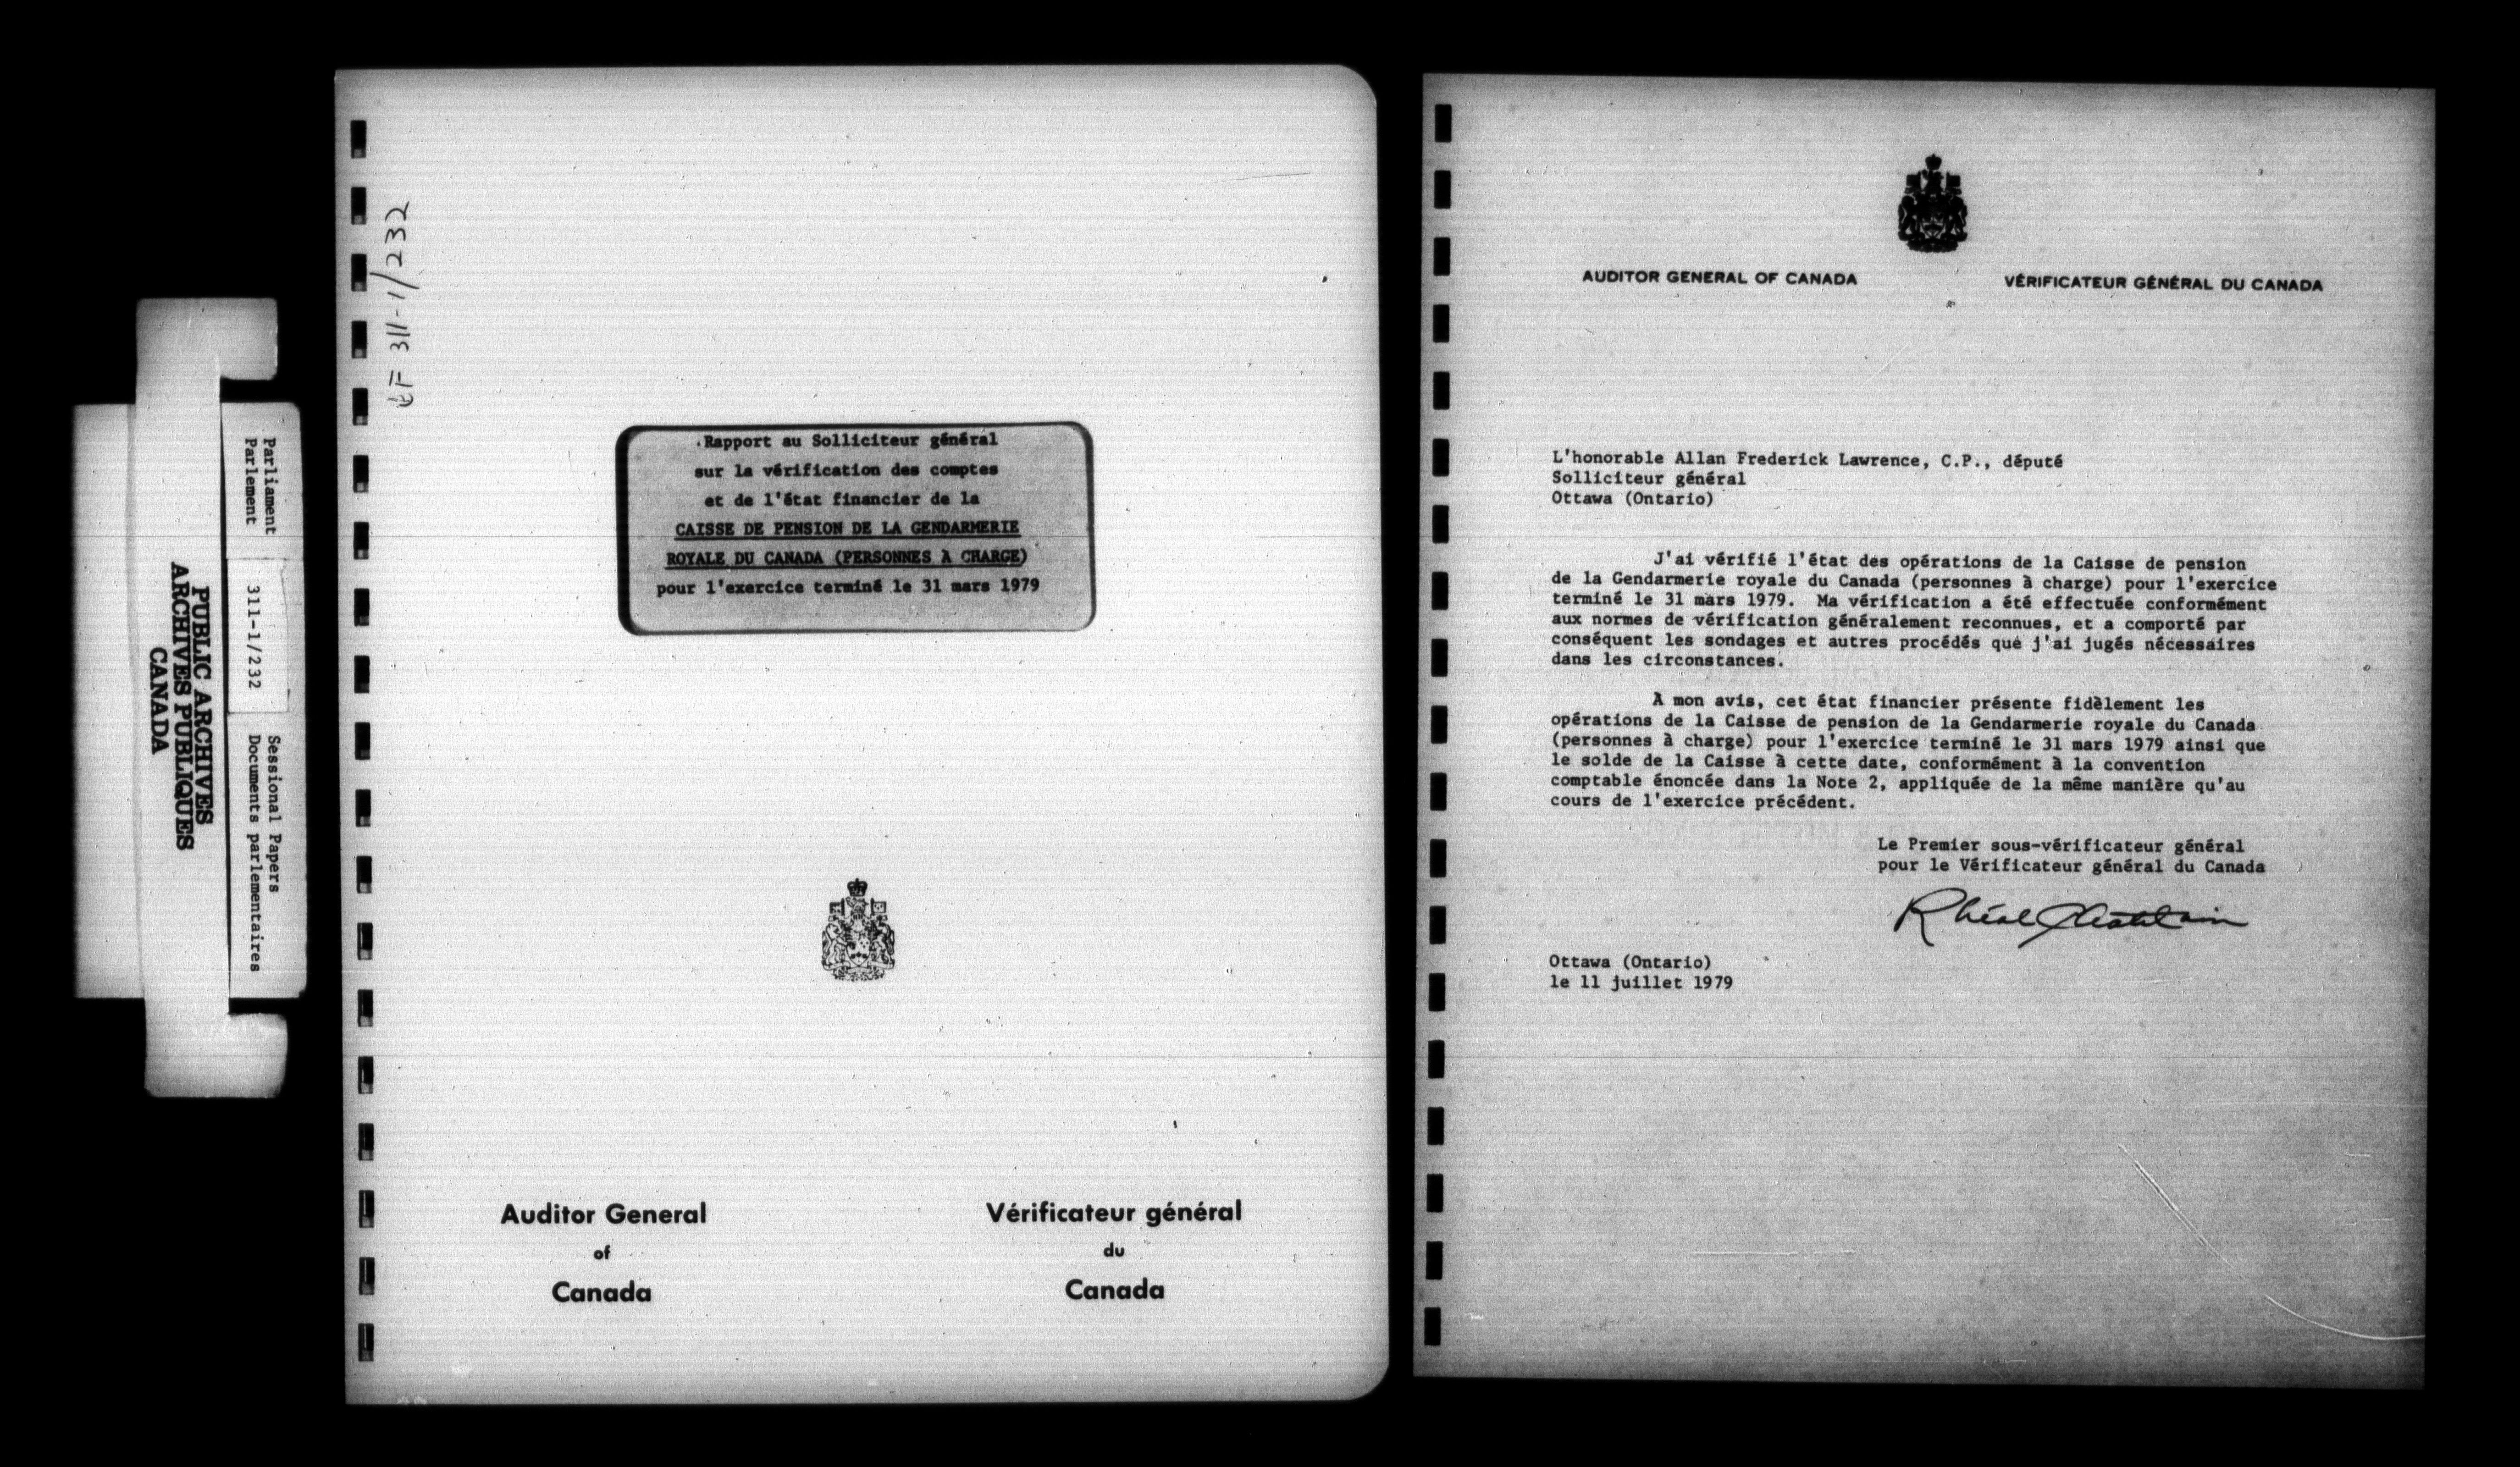 Parliament
Parlement
311-1/232
Sessional Papers
Documents parlementaires
PUBLIC ARCHIVES
ARCHIVES PUBLIQUES
CANADA
311-1/232
Rapport au Solliciteur général
sur la vérification des comptes
et de l'état financier de la
CAISSE DE PENSION DE LA GENDARMERIE
ROYALE DU CANADA (PERSONNES À CHARGE)
pour l'exercice terminé le 31 mars 1979
Auditor General
of
Canada
Vérificateur général
du
Canada
AUDITOR GENERAL OF CANADA
VÉRIFICATEUR GÉNÉRAL DU CANADA
L'honorable Allan Frederick Lawrence, C.P., député
Solliciteur général
Ottawa (Ontario)
J'ai vérifié l'état des opérations de la Caisse de pension
de la Gendarmerie royale du Canada (personnes à charge) pour l'exercice
terminé le 31 mars 1979. Ma vérification a été effectuée conformément
aux normes de vérification généralement reconnues, et a comporté par
conséquent les sondages et autres procédés que j'ai jugés nécessaires
dans les circonstances.
À mon avis, cet état financier présente fidèlement les
opérations de la Caisse de pension de la Gendarmerie royale du Canada
(personnes à charge) pour l'exercice terminé le 31 mars 1979 ainsi que
le solde de la Caisse à cette date, conformément à la convention
comptable énoncée dans la Note 2, appliquée de la même manière qu'au
cours de l'exercice précédent.
Le Premier sous-vérificateur général
pour le Vérificateur général du Canada
Rhéal Chatelain
Ottawa (Ontario)
le 11 juillet 1979